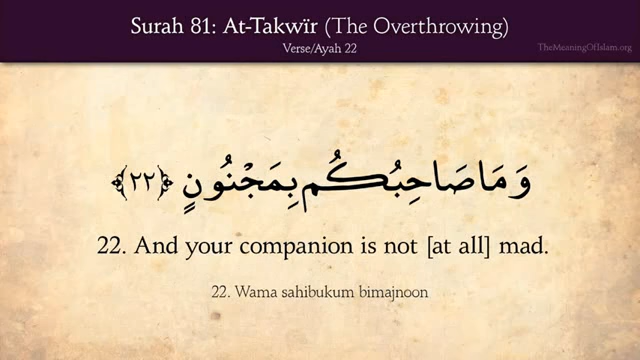 Surah 81: At-Takwïr (The Overthrowing)
Verse/Ayah 22
TheMeaningOfIslam.org
وَمَا صَاحِبُكُم بِمَجْنُونٍ ﴿٢٢﴾
22. And your companion is not [at all] mad.
22. Wama sahibukum bimajnoon